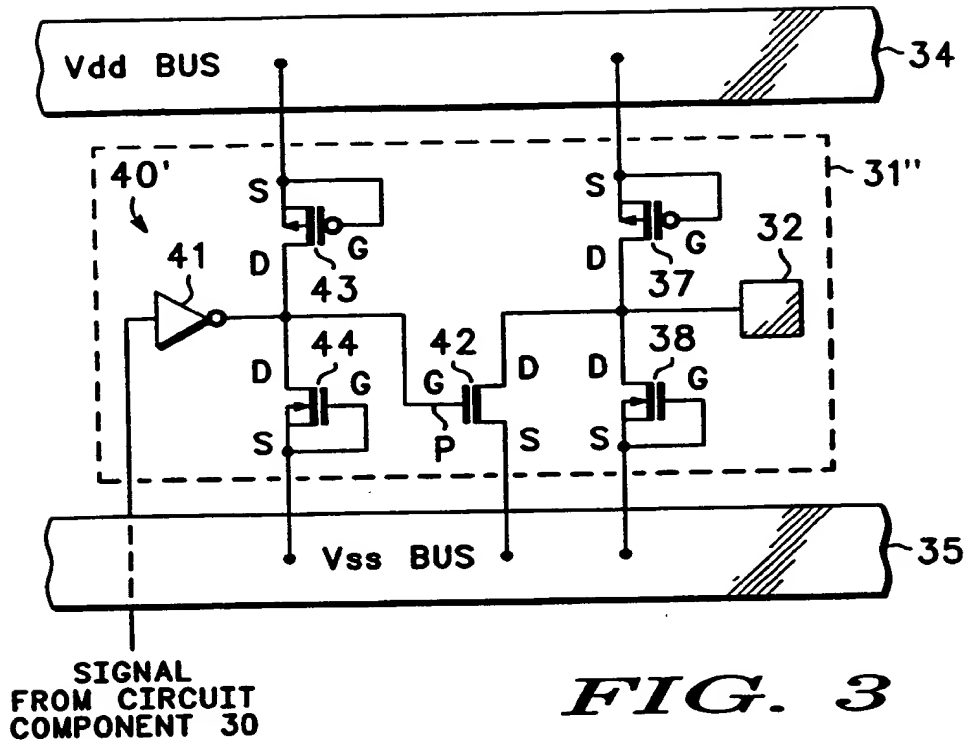 Vdd BUS
34
31"
40'
S
S
G
G
41
D
43
D
37
32
44
42
38
D
G
G
D
D
G
P
S
S
S
Vss BUS
35
SIGNAL
FROM CIRCUIT
COMPONENT 30
FIG. 3